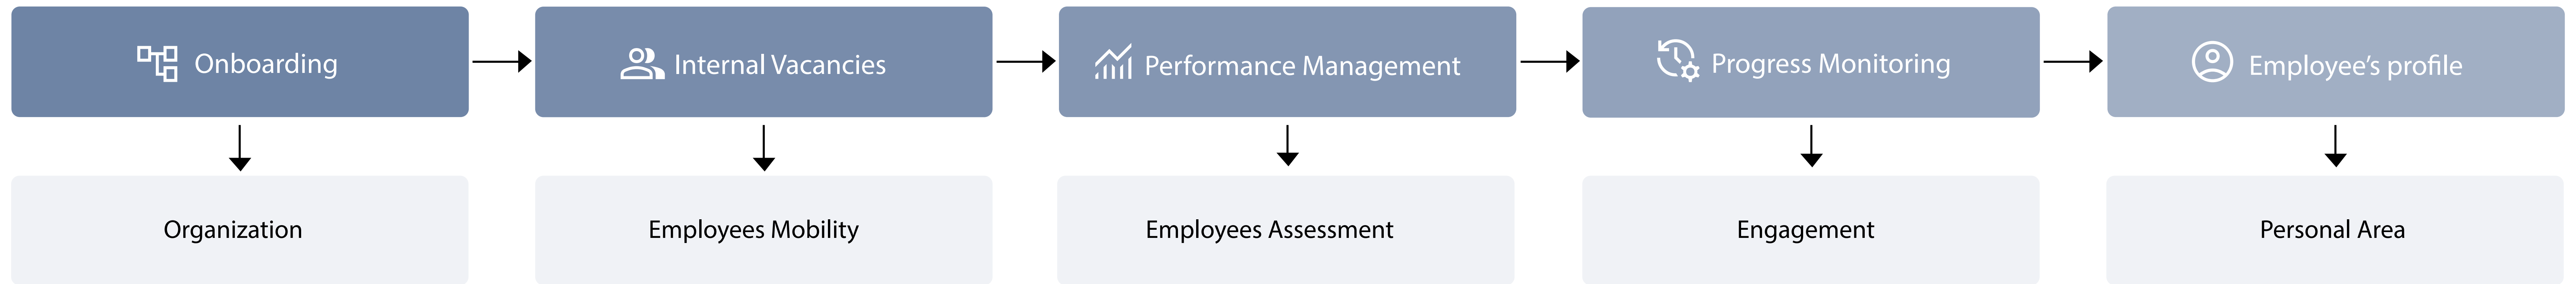 Onboarding
Internal Vacancies
Performance Management
Progress Monitoring
Employee’s profile
Organization
Employees Mobility
Employees Assessment
Engagement
Personal Area